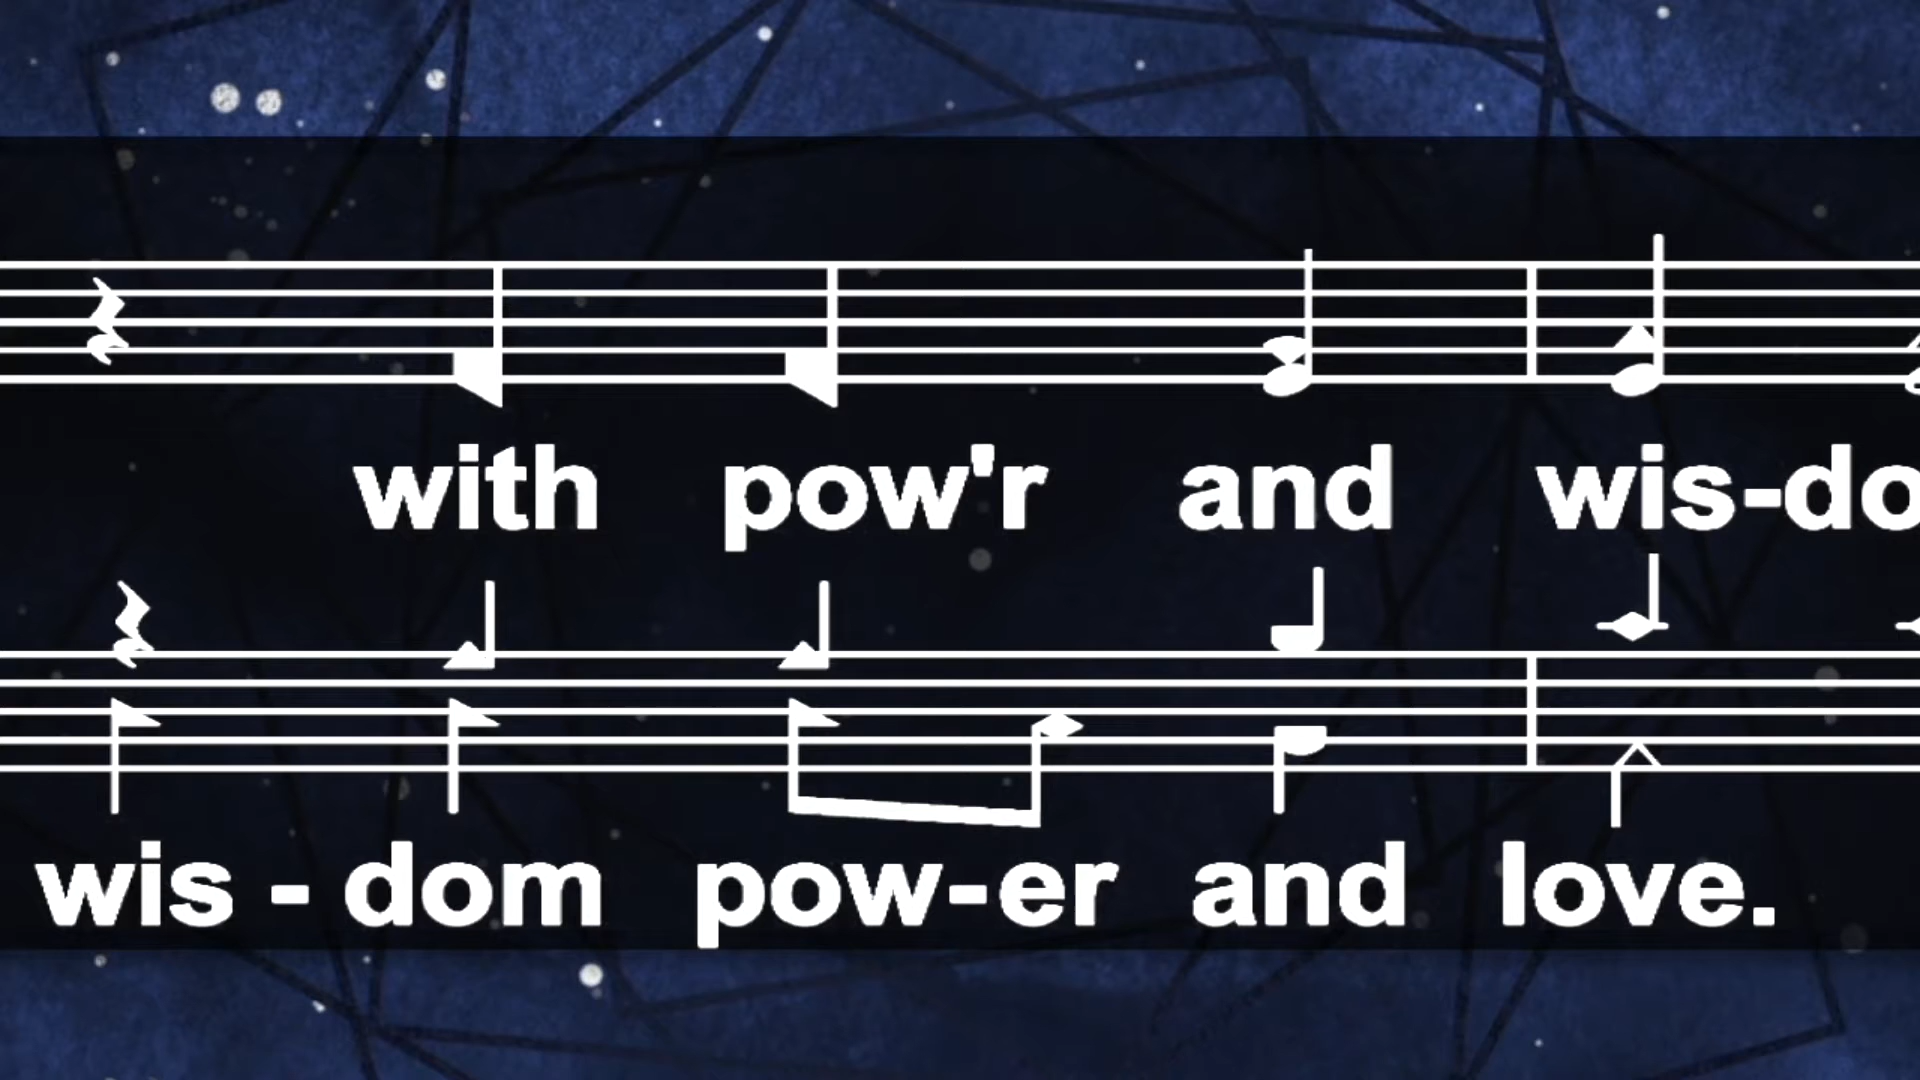 with pow'r and wis-do
wis - dom pow-er and love.